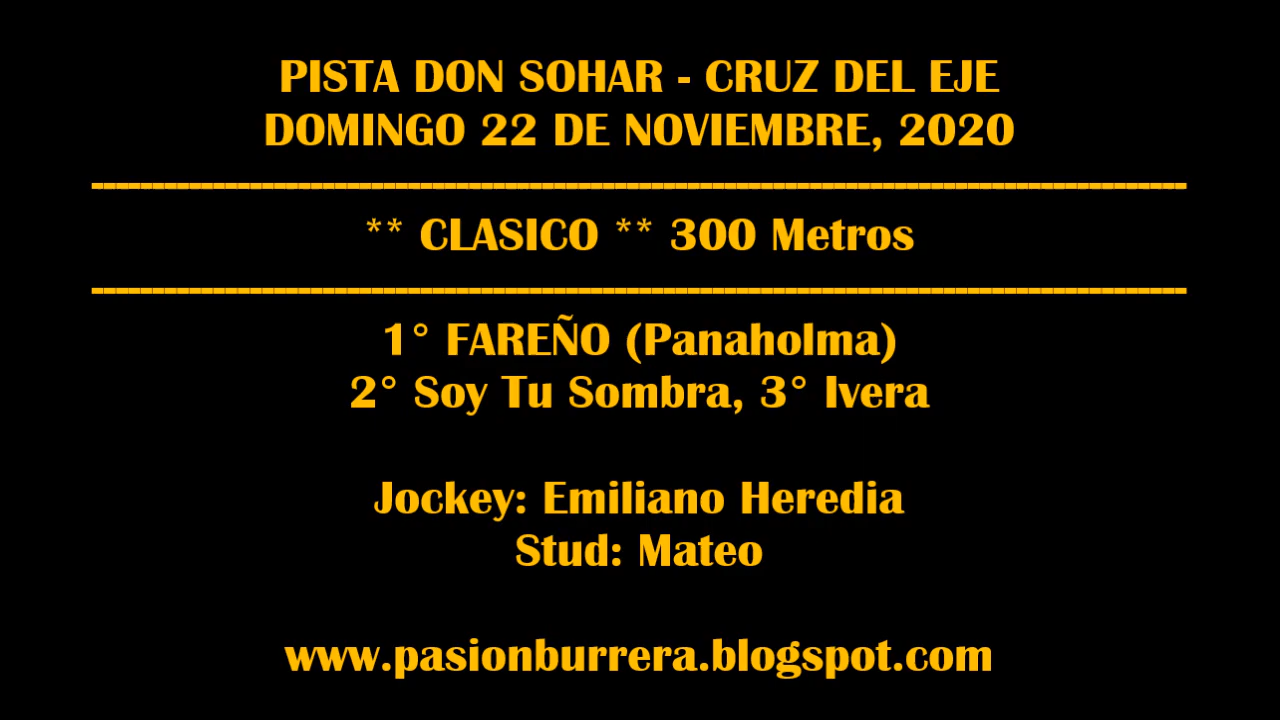 PISTA DON SOHAR - CRUZ DEL EJE
DOMINGO 22 DE NOVIEMBRE, 2020
** CLASICO ** 300 Metros
1° FAREÑO (Panaholma)
2° Soy Tu Sombra, 3° Ivera
Jockey: Emiliano Heredia
Stud: Mateo
www.pasionburrera.blogspot.com